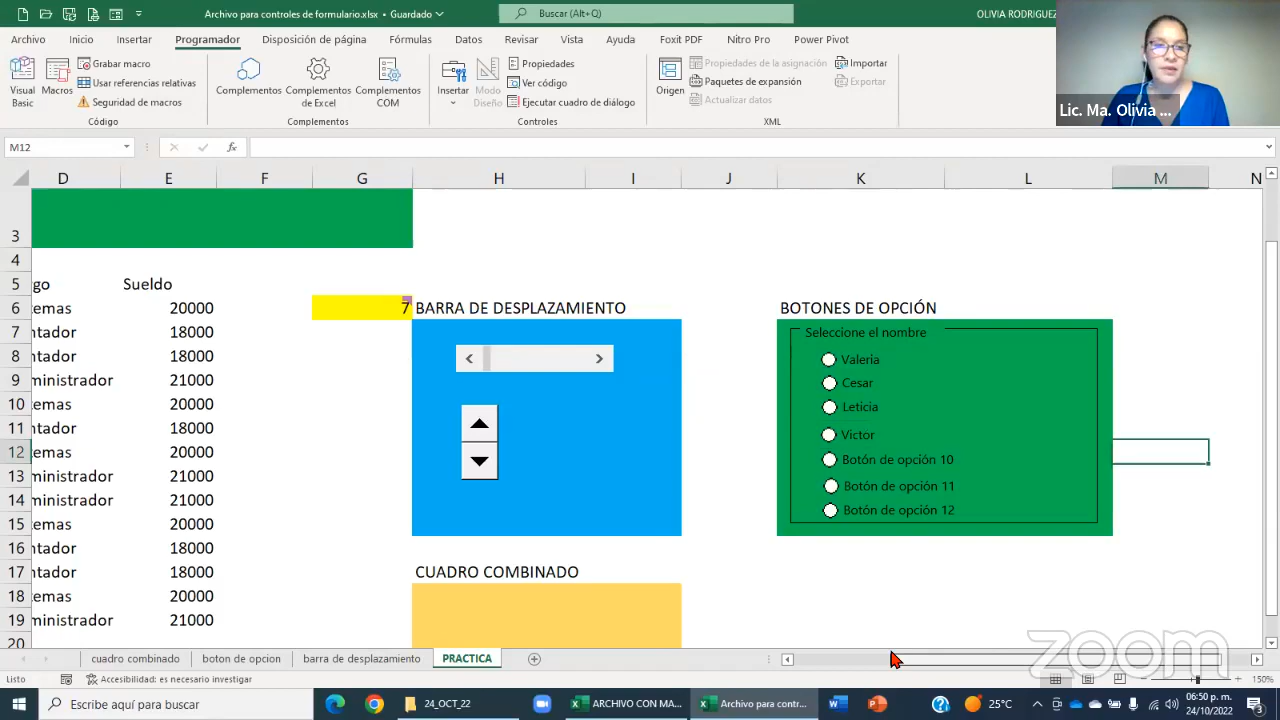 Archivo para controles de formulario.xlsx • Guardado
Buscar (Alt+Q)
OLIVIA RODRIGUEZ
Archivo Inicio Insertar Programador Disposición de página Fórmulas Datos Revisar Vista Ayuda Foxit PDF Nitro Pro Power Pivot
Visual Basic
Macros
Grabar macro
Usar referencias relativas
Seguridad de macros
Código
Complementos
Complementos de Excel
Complementos COM
Complementos
Insertar
Modo Diseño
Propiedades
Ver código
Ejecutar cuadro de diálogo
Controles
Origen
Propiedades de la asignación
Paquetes de expansión
Actualizar datos
Importar
Exportar
XML
Lic. Ma. Olivia ...
M12
fx
D E F G H I J K L M N
3
4
5 go Sueldo
6 temas 20000 7 BARRA DE DESPLAZAMIENTO BOTONES DE OPCIÓN
7 ntador 18000 Seleccione el nombre
8 ntador 18000 Valeria
9 ministrador 21000 Cesar
10 temas 20000 Leticia
11 ntador 18000 Victor
12 temas 20000 Botón de opción 10
13 ministrador 21000 Botón de opción 11
14 ministrador 21000 Botón de opción 12
15 temas 20000
16 ntador 18000
17 ntador 18000 CUADRO COMBINADO
18 temas 20000
19 ministrador 21000
20
zoom
cuadro combinado boton de opcion barra de desplazamiento PRACTICA
Listo Accesibilidad: es necesario investigar 150%
Escribe aquí para buscar
24_OCT_22
ARCHIVO CON MA...
Archivo para contr...
25°C
06:50 p. m.
24/10/2022